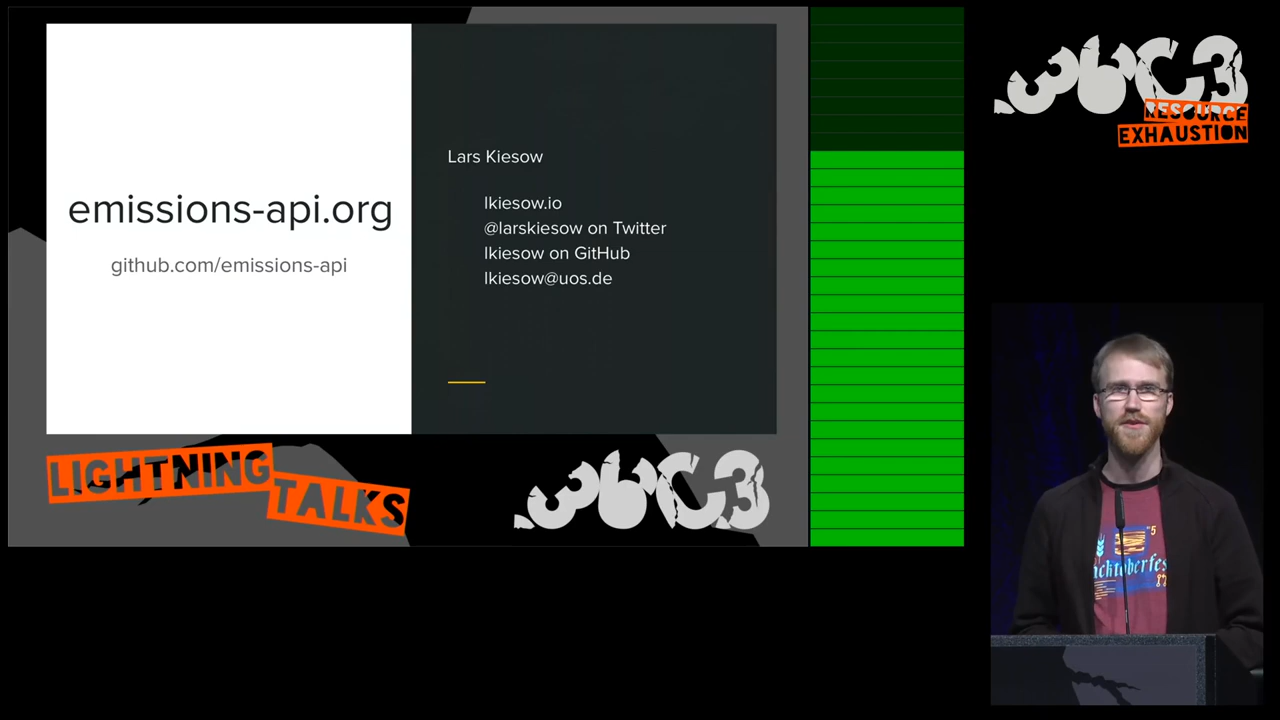 emissions-api.org
github.com/emissions-api
Lars Kiesow
lkiesow.io
@larskiesow on Twitter
lkiesow on GitHub
lkiesow@uos.de
LIGHTNING
TALKS
36C3
36C3
RESOURCE
EXHAUSTION
5